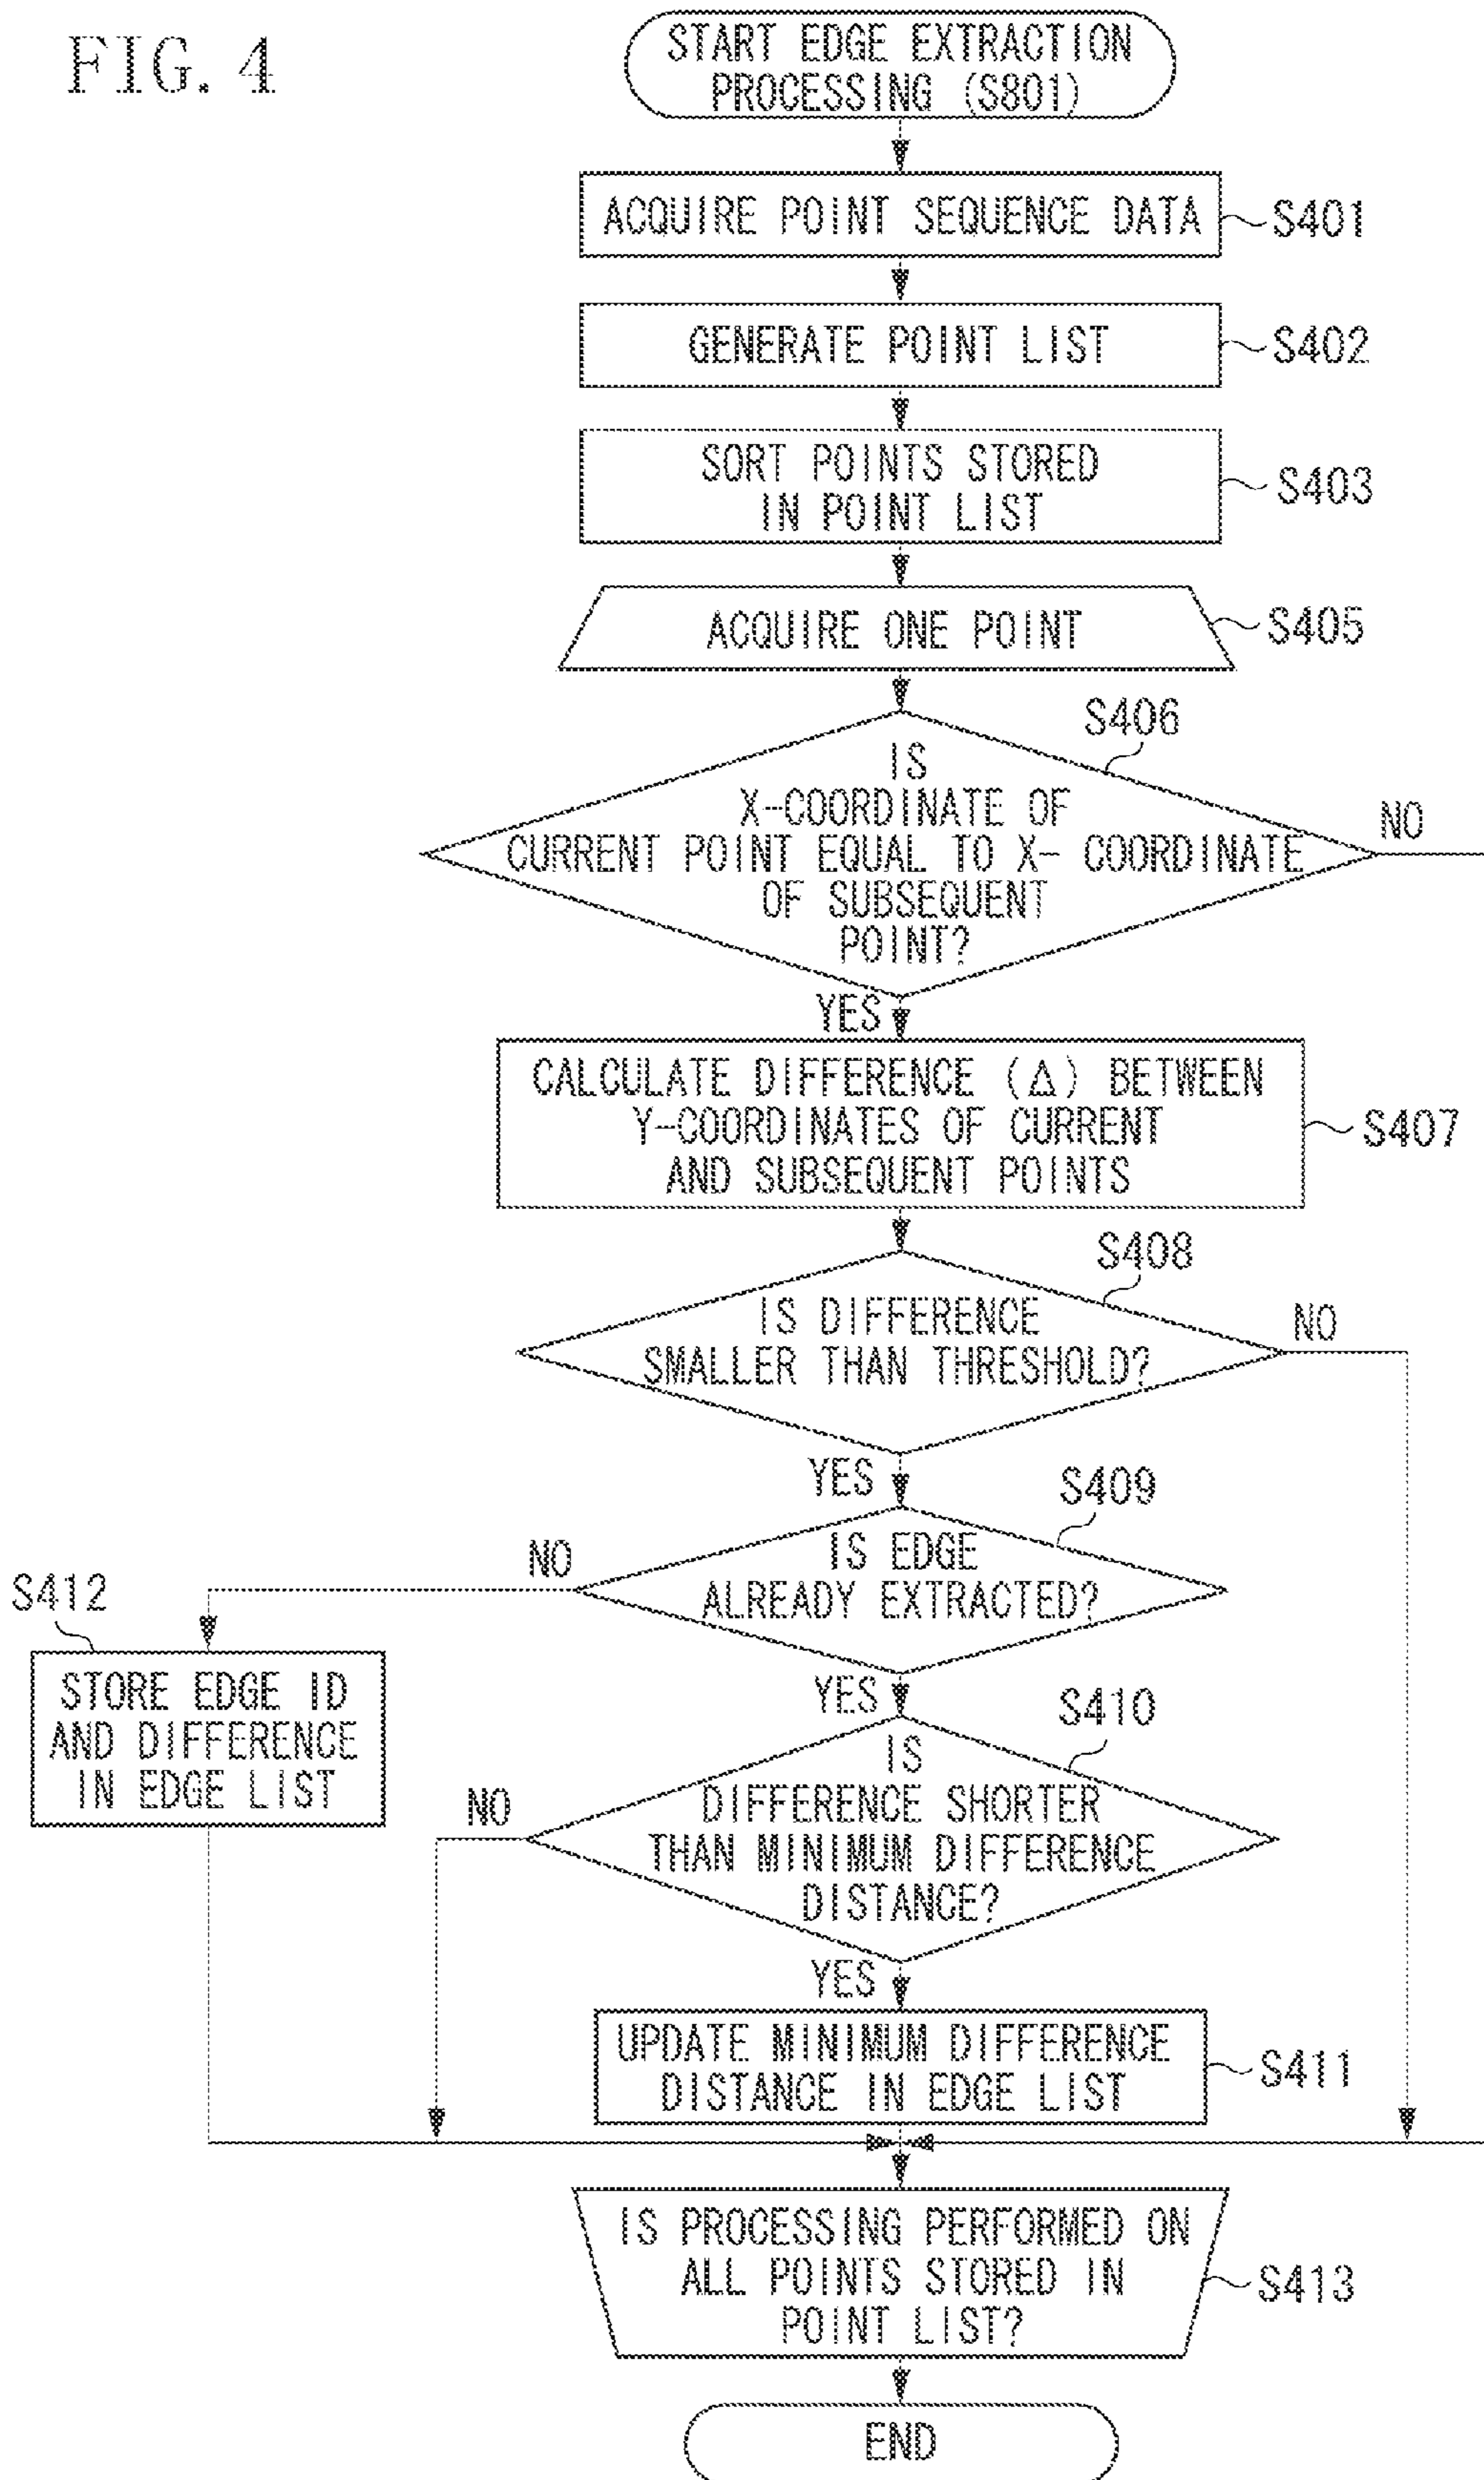 FIG. 4
START EDGE EXTRACTION
PROCESSING (S801)
ACQUIRE POINT SEQUENCE DATA
S401
GENERATE POINT LIST
S402
SORT POINTS STORED
IN POINT LIST
S403
ACQUIRE ONE POINT
S405
S406
IS
X-COORDINATE OF
CURRENT POINT EQUAL TO X- COORDINATE
OF SUBSEQUENT
POINT?
NO
YES
CALCULATE DIFFERENCE (Δ) BETWEEN
Y-COORDINATES OF CURRENT
AND SUBSEQUENT POINTS
S407
S408
IS DIFFERENCE
SMALLER THAN THRESHOLD?
NO
YES
S409
IS EDGE
ALREADY EXTRACTED?
NO
S412
STORE EDGE ID
AND DIFFERENCE
IN EDGE LIST
YES
S410
IS
DIFFERENCE SHORTER
THAN MINIMUM DIFFERENCE
DISTANCE?
NO
YES
UPDATE MINIMUM DIFFERENCE
DISTANCE IN EDGE LIST
S411
IS PROCESSING PERFORMED ON
ALL POINTS STORED IN
POINT LIST?
S413
END